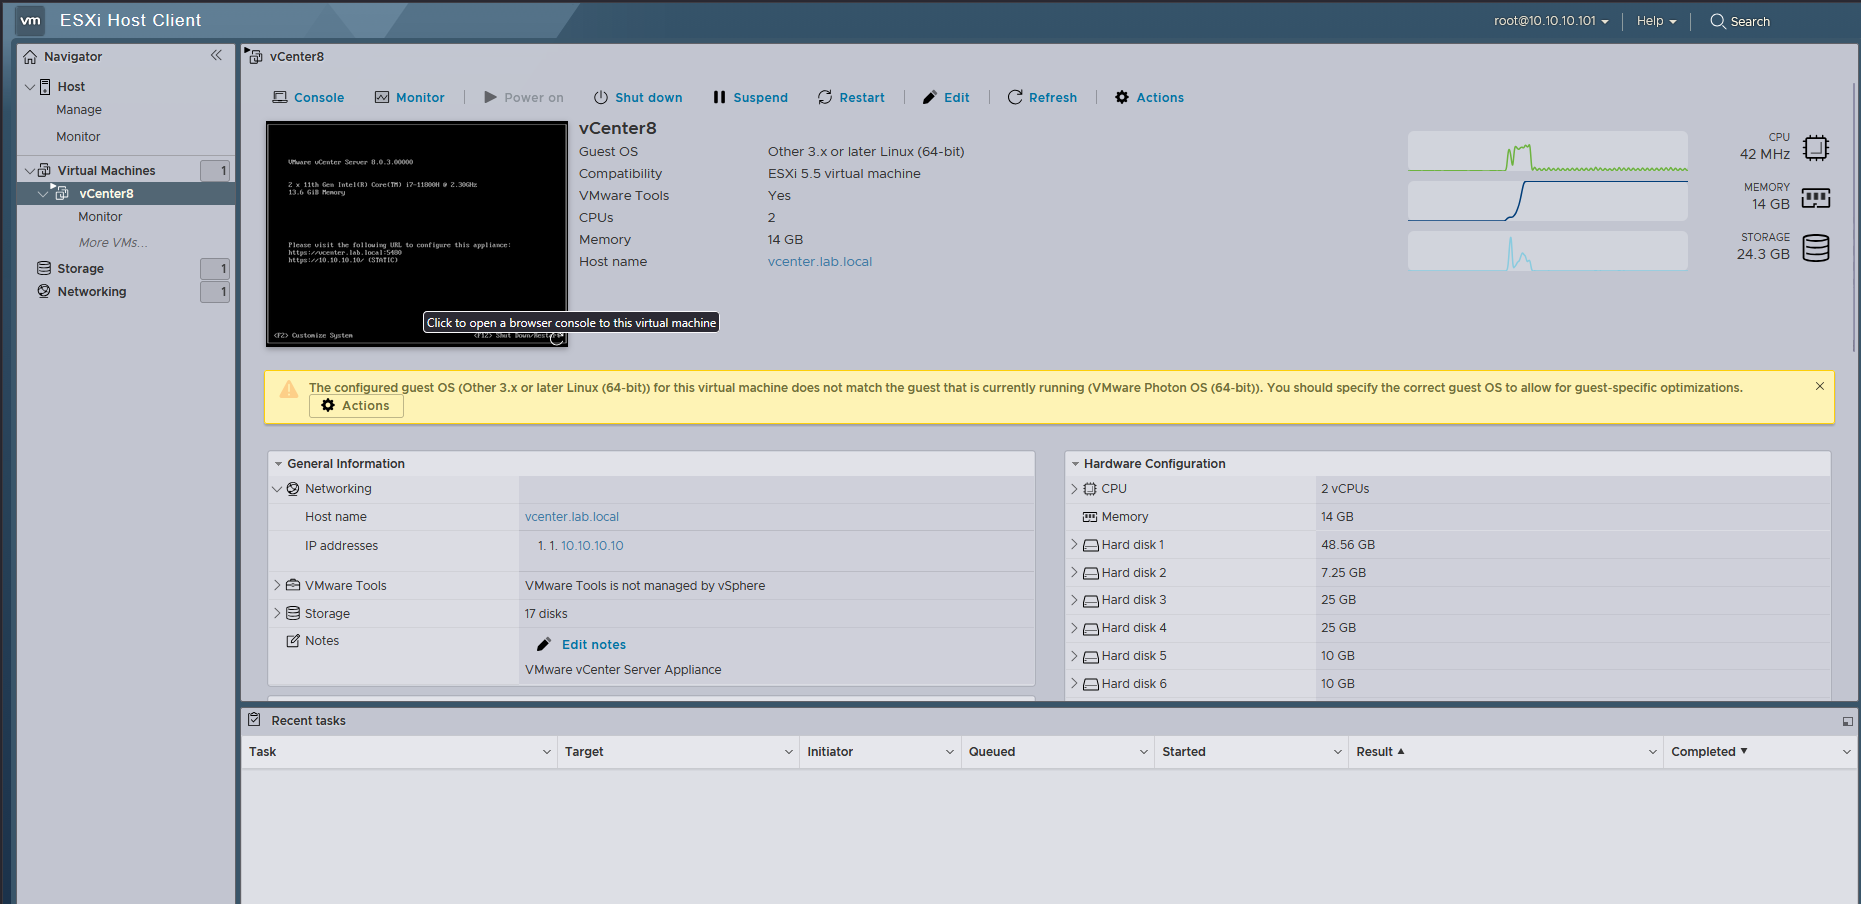 vm ESXi Host Client
root@10.10.10.101
Help
Search
Navigator
Host
Manage
Monitor
Virtual Machines 1
vCenter8
Monitor
More VMs...
Storage 1
Networking 1
vCenter8
Console
Monitor
Power on
Shut down
Suspend
Restart
Edit
Refresh
Actions
VMware vCenter Server 8.0.3.00000
2 x 11th Gen Intel(R) Core(TM) i7-11800H @ 2.30GHz
13.6 GiB Memory
Please visit the following URL to configure this appliance:
https://vcenter.lab.local:5480
https://10.10.10.10/ (STATIC)
<F2> Customize System
<F12> Shut Down/Restart
Click to open a browser console to this virtual machine
vCenter8
Guest OS Other 3.x or later Linux (64-bit)
Compatibility ESXi 5.5 virtual machine
VMware Tools Yes
CPUs 2
Memory 14 GB
Host name vcenter.lab.local
CPU
42 MHz
MEMORY
14 GB
STORAGE
24.3 GB
The configured guest OS (Other 3.x or later Linux (64-bit)) for this virtual machine does not match the guest that is currently running (VMware Photon OS (64-bit)). You should specify the correct guest OS to allow for guest-specific optimizations.
Actions
General Information
Networking
Host name vcenter.lab.local
IP addresses 1. 1. 10.10.10.10
VMware Tools VMware Tools is not managed by vSphere
Storage 17 disks
Notes Edit notes
VMware vCenter Server Appliance
Hardware Configuration
CPU 2 vCPUs
Memory 14 GB
Hard disk 1 48.56 GB
Hard disk 2 7.25 GB
Hard disk 3 25 GB
Hard disk 4 25 GB
Hard disk 5 10 GB
Hard disk 6 10 GB
Recent tasks
Task Target Initiator Queued Started Result Completed